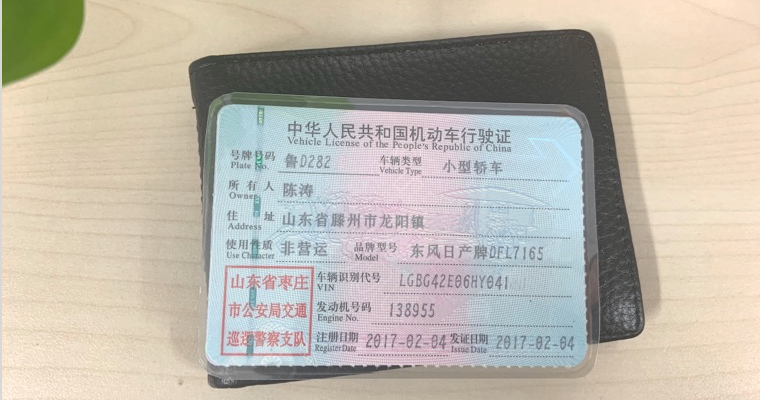 中华人民共和国机动车行驶证
Vehicle License of the People's Republic of China
号牌号码 鲁D282 车辆类型 小型轿车
Plate No. Vehicle Type
所有人 陈涛
Owner
住址 山东省滕州市龙阳镇
Address
使用性质 非营运 品牌型号 东风日产牌DFL7165
Use Character Model
山东省枣庄
市公安局交通
巡逻警察支队
车辆识别代号 LGBG42E06HY041
VIN
发动机号码 138955
Engine No.
注册日期 2017-02-04 发证日期 2017-02-04
Register Date Issue Date